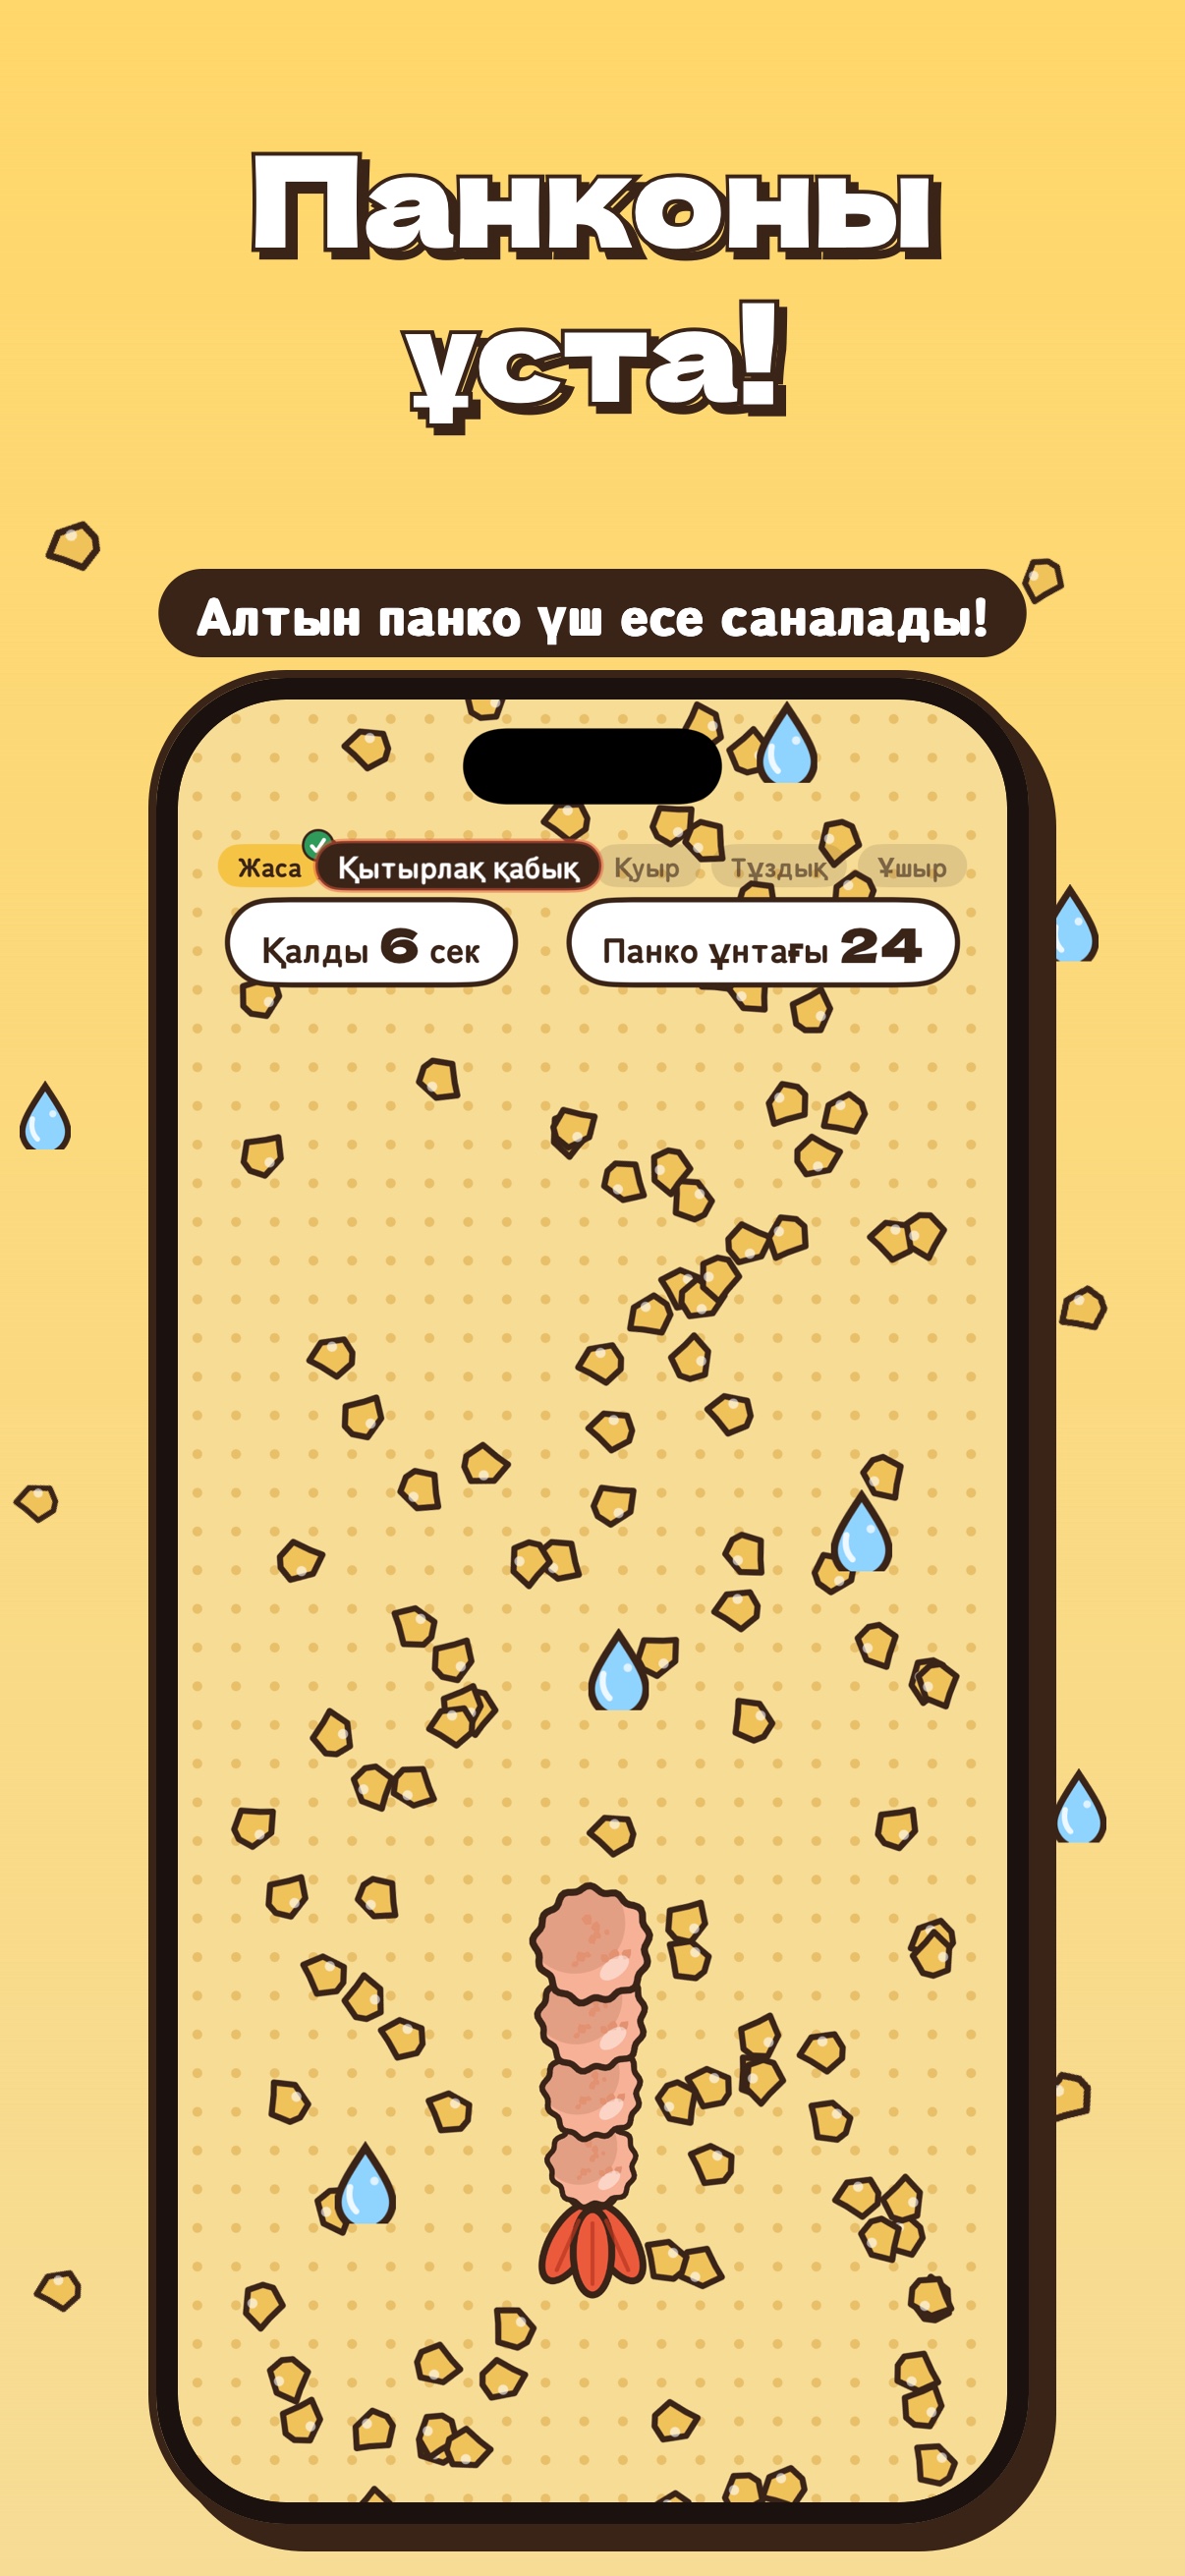 Панконы
ұста!
Алтын панко үш есе саналады!
Жаса Қытырлақ қабық Қуыр Тұздық Ұшыр
Қалды 6 сек Панко ұнтағы 24